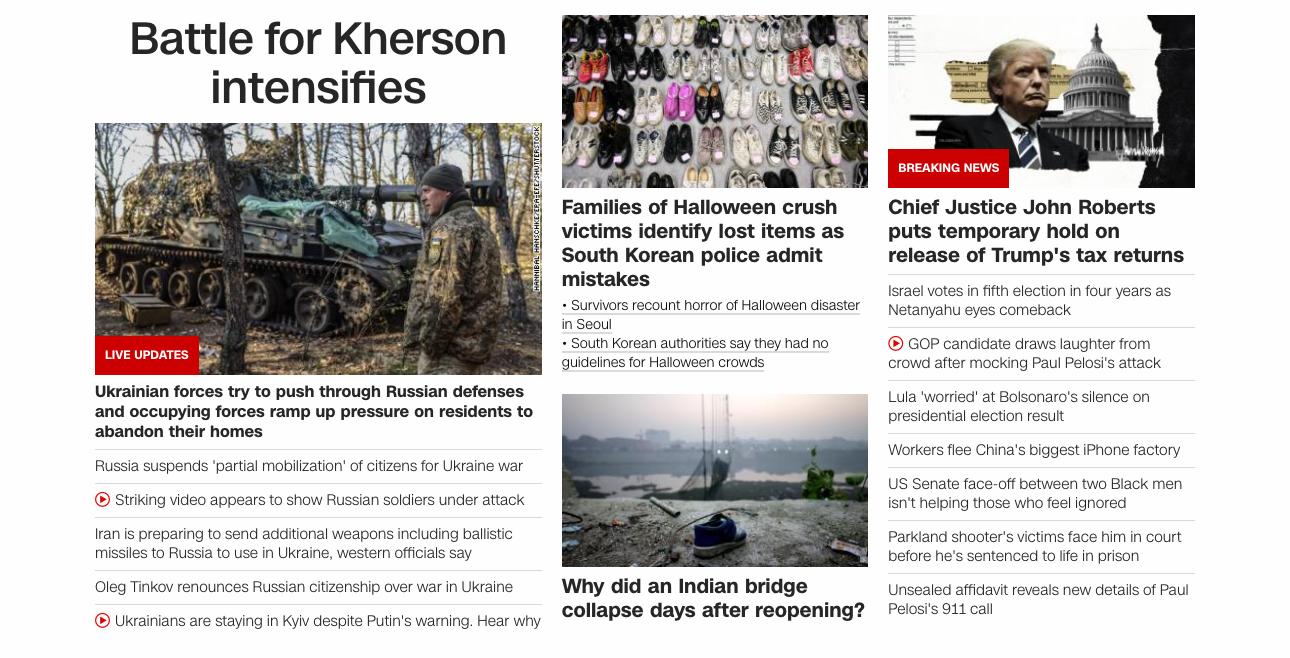 Battle for Kherson
intensifies
HANNIBAL HANSCHKE/EPA-EFE/SHUTTERSTOCK
LIVE UPDATES
Ukrainian forces try to push through Russian defenses
and occupying forces ramp up pressure on residents to
abandon their homes
Russia suspends 'partial mobilization' of citizens for Ukraine war
Striking video appears to show Russian soldiers under attack
Iran is preparing to send additional weapons including ballistic
missiles to Russia to use in Ukraine, western officials say
Oleg Tinkov renounces Russian citizenship over war in Ukraine
Ukrainians are staying in Kyiv despite Putin's warning. Hear why
Families of Halloween crush
victims identify lost items as
South Korean police admit
mistakes
• Survivors recount horror of Halloween disaster
in Seoul
• South Korean authorities say they had no
guidelines for Halloween crowds
Why did an Indian bridge
collapse days after reopening?
BREAKING NEWS
Chief Justice John Roberts
puts temporary hold on
release of Trump's tax returns
Israel votes in fifth election in four years as
Netanyahu eyes comeback
GOP candidate draws laughter from
crowd after mocking Paul Pelosi's attack
Lula 'worried' at Bolsonaro's silence on
presidential election result
Workers flee China's biggest iPhone factory
US Senate face-off between two Black men
isn't helping those who feel ignored
Parkland shooter's victims face him in court
before he's sentenced to life in prison
Unsealed affidavit reveals new details of Paul
Pelosi's 911 call